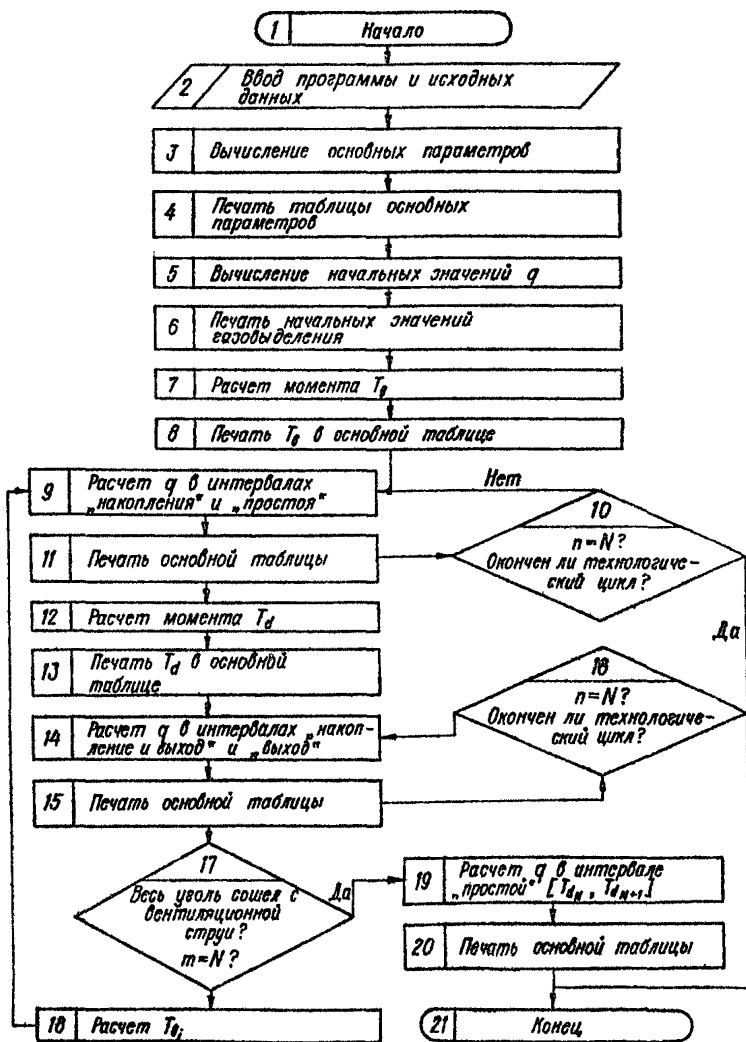 1 Начало
2 Ввод программы и исходных
данных
3 Вычисление основных параметров
4 Печать таблицы основных
параметров
5 Вычисление начальных значений q
6 Печать начальных значений
газовыделения
7 Расчет момента Tв
8 Печать Tв в основной таблице
Нет
9 Расчет q в интервалах
„накопления“ и „простоя“
10
n=N?
Окончен ли технологиче-
ский цикл?
11 Печать основной таблицы
12 Расчет момента Td
Да
13 Печать Td в основной
таблице
16
n=N?
Окончен ли технологиче-
ский цикл?
14 Расчет q в интервалах „накоп-
ление и выход“ и „выход“
15 Печать основной таблицы
17
Весь уголь сошел с
вентиляционной
струи?
m=N?
Да
19 Расчет q в интервале
„простой“ [TdN, TdN+1]
20 Печать основной таблицы
18 Расчет Tвj
21 Конец